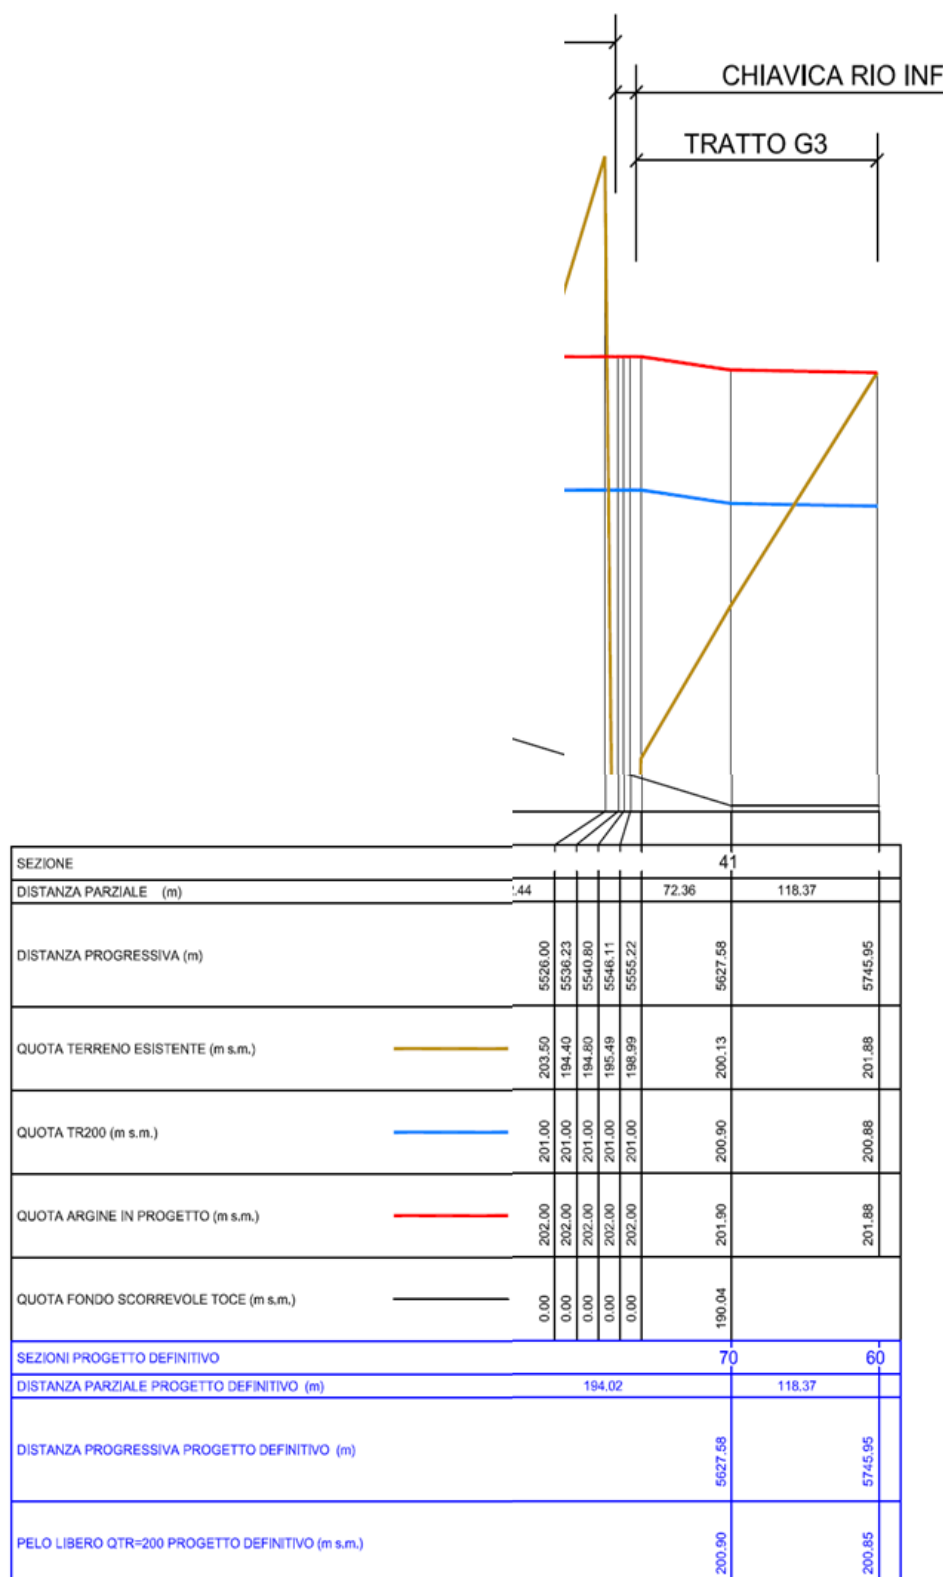 CHIAVICA RIO INF
TRATTO G3
SEZIONE 41
DISTANZA PARZIALE (m) 2.44 72.36 118.37
DISTANZA PROGRESSIVA (m) 5526.00 5536.23 5540.80 5546.11 5555.22 5627.58 5745.95
QUOTA TERRENO ESISTENTE (m s.m.) 203.50 194.40 194.80 195.49 198.99 200.13 201.88
QUOTA TR200 (m s.m.) 201.00 201.00 201.00 201.00 201.00 200.90 200.88
QUOTA ARGINE IN PROGETTO (m s.m.) 202.00 202.00 202.00 202.00 202.00 201.90 201.88
QUOTA FONDO SCORREVOLE TOCE (m s.m.) 0.00 0.00 0.00 0.00 0.00 190.04
SEZIONI PROGETTO DEFINITIVO 70 60
DISTANZA PARZIALE PROGETTO DEFINITIVO (m) 194.02 118.37
DISTANZA PROGRESSIVA PROGETTO DEFINITIVO (m) 5627.58 5745.95
PELO LIBERO QTR=200 PROGETTO DEFINITIVO (m s.m.) 200.90 200.85